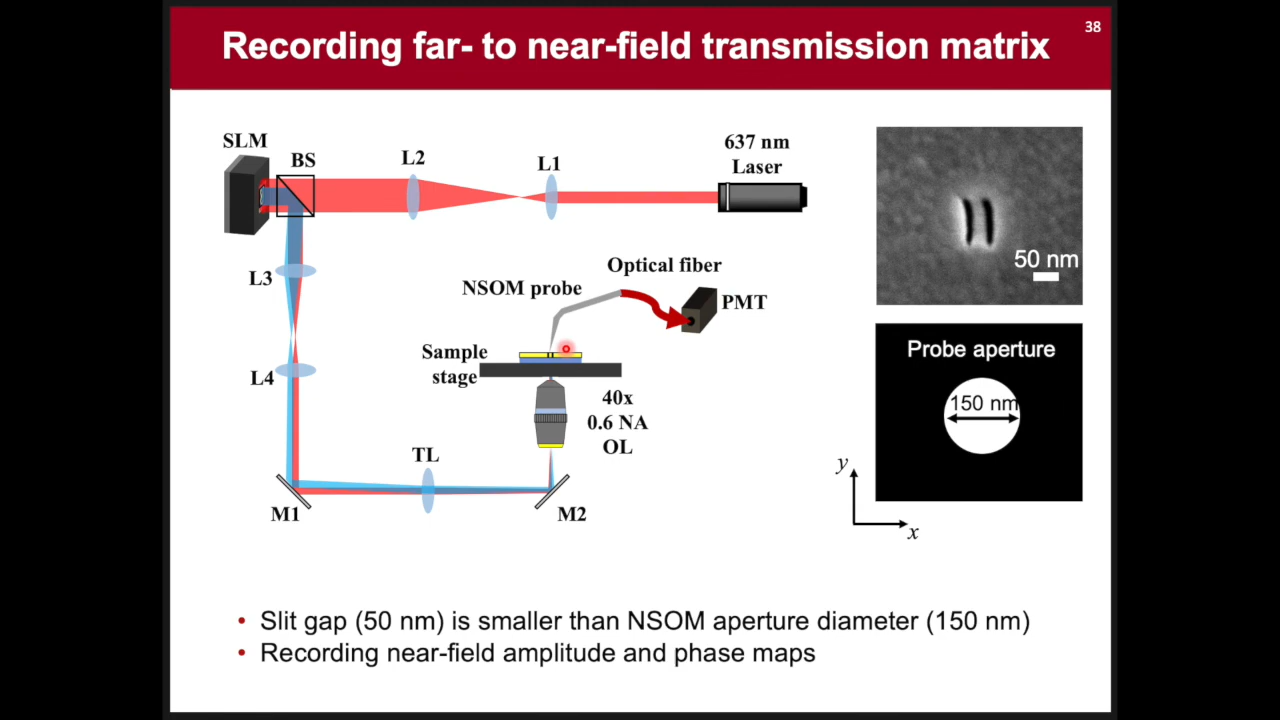 38
Recording far- to near-field transmission matrix
SLM
BS
L2
L1
637 nm
Laser
L3
Optical fiber
NSOM probe
PMT
Sample
stage
L4
40x
0.6 NA
OL
TL
M1
M2
50 nm
Probe aperture
150 nm
y
x
• Slit gap (50 nm) is smaller than NSOM aperture diameter (150 nm)
• Recording near-field amplitude and phase maps